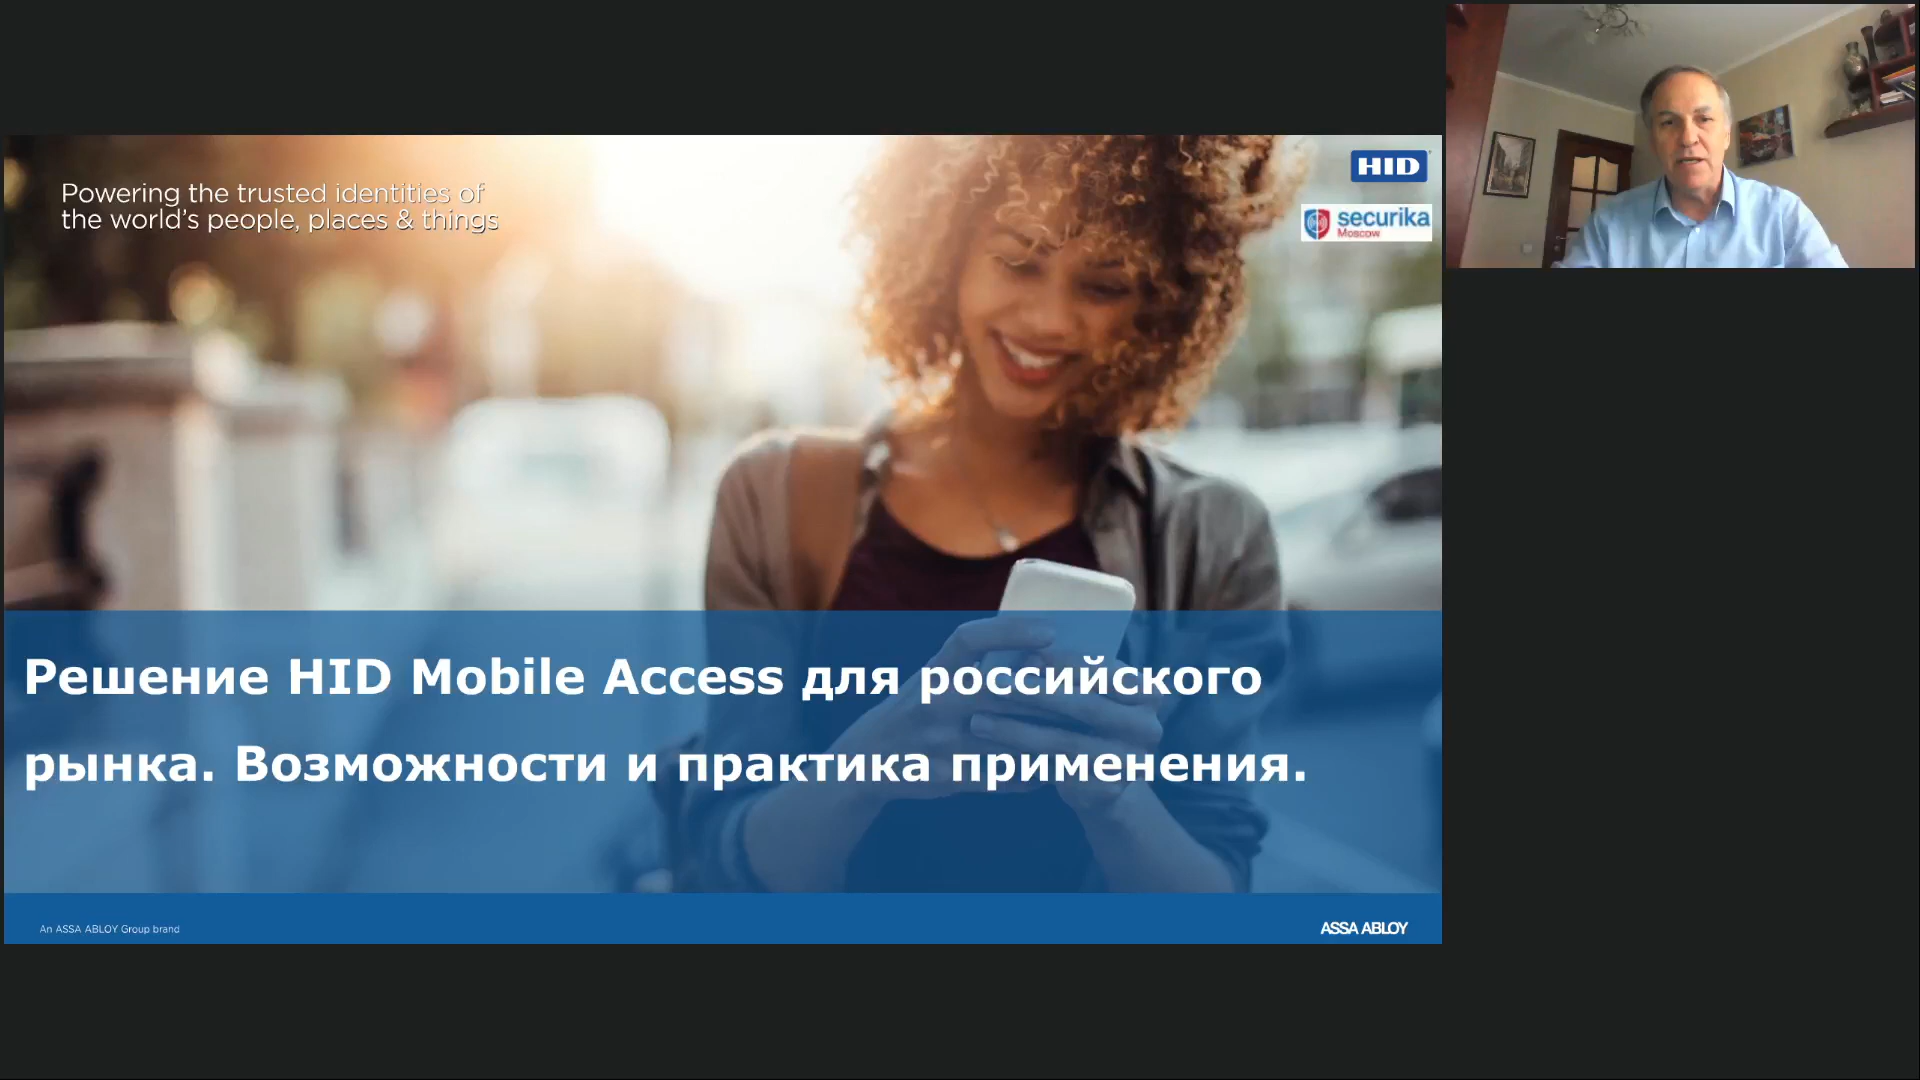 Powering the trusted identities of
the world's people, places & things
HID
securika
Moscow
Решение HID Mobile Access для российского
рынка. Возможности и практика применения.
An ASSA ABLOY Group brand
ASSA ABLOY